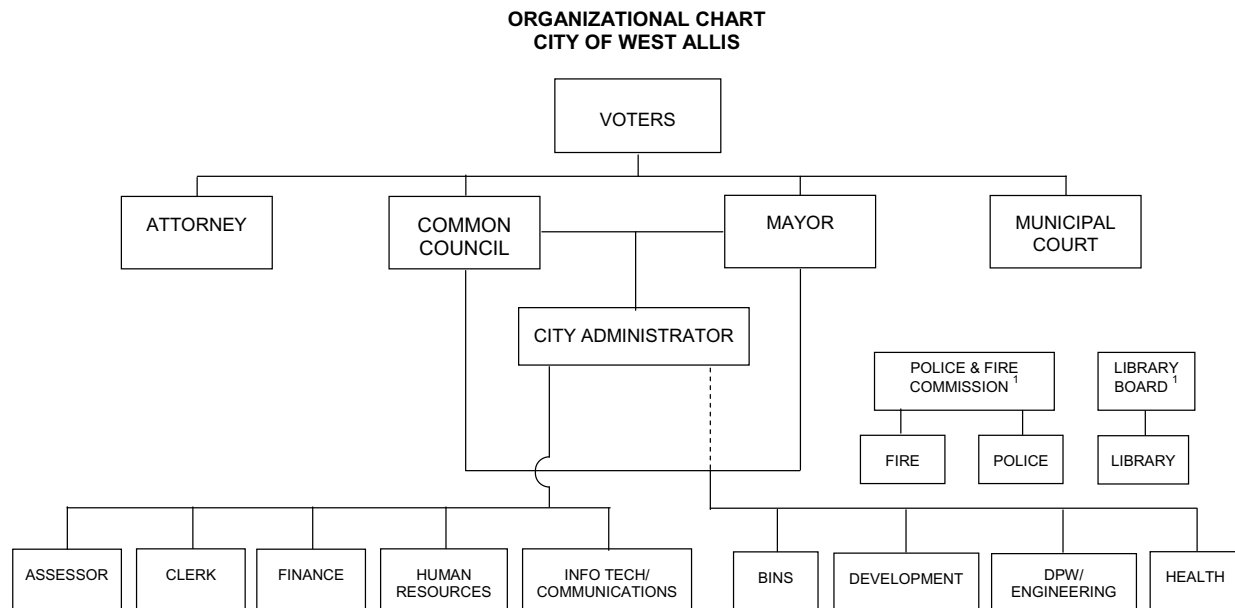 ORGANIZATIONAL CHART
CITY OF WEST ALLIS
VOTERS
ATTORNEY
COMMON
COUNCIL
MAYOR
MUNICIPAL
COURT
CITY ADMINISTRATOR
POLICE & FIRE
COMMISSION 1
LIBRARY
BOARD 1
FIRE
POLICE
LIBRARY
ASSESSOR
CLERK
FINANCE
HUMAN
RESOURCES
INFO TECH/
COMMUNICATIONS
BINS
DEVELOPMENT
DPW/
ENGINEERING
HEALTH